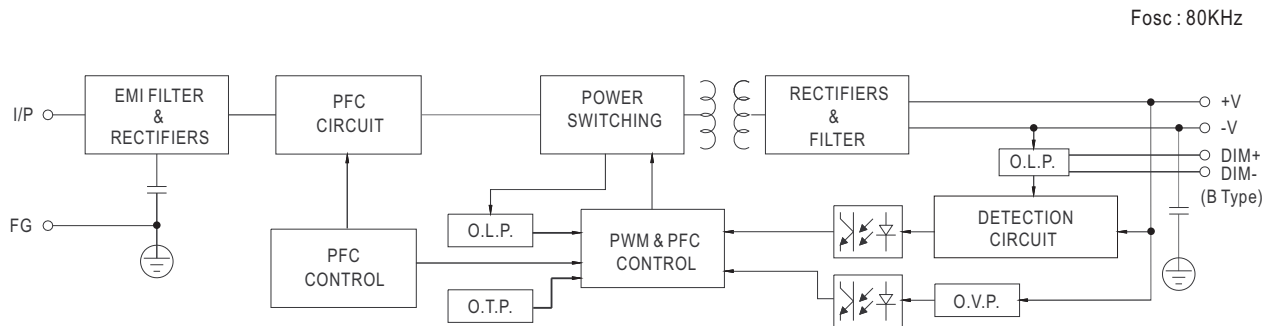 Fosc : 80KHz
I/P
EMI FILTER
&
RECTIFIERS
PFC
CIRCUIT
POWER
SWITCHING
RECTIFIERS
&
FILTER
+V
-V
O.L.P.
DIM+
DIM-
(B Type)
FG
O.L.P.
PFC
CONTROL
PWM & PFC
CONTROL
DETECTION
CIRCUIT
O.T.P.
O.V.P.